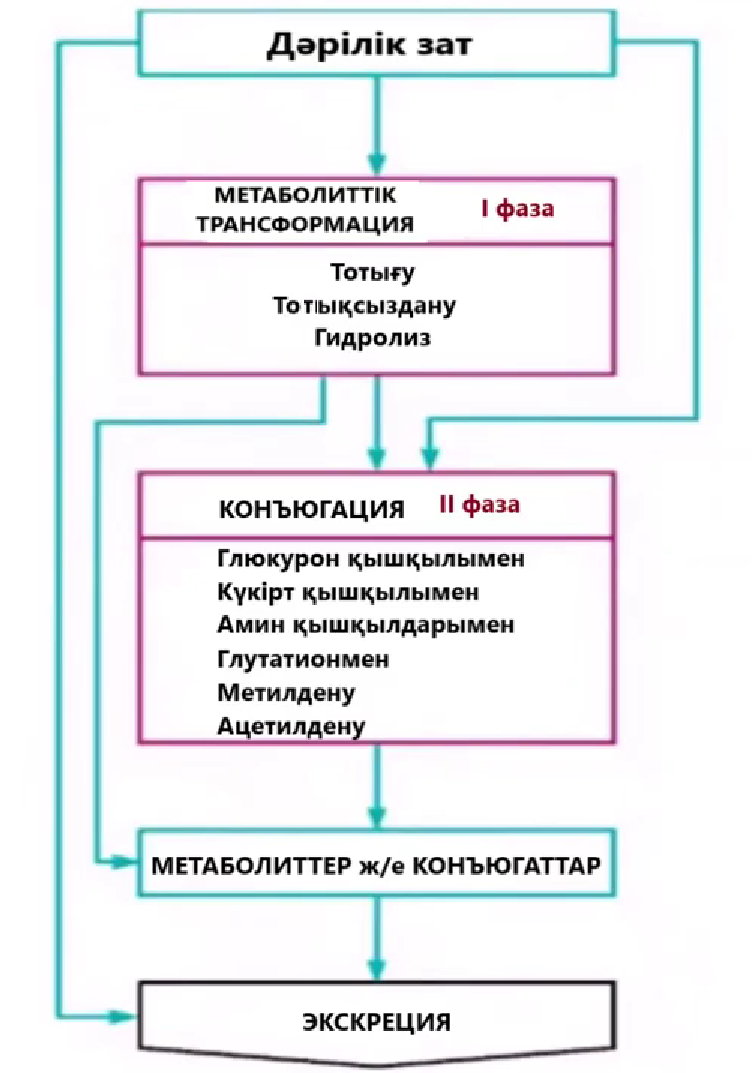 Дәрілік зат
МЕТАБОЛИТТІК
ТРАНСФОРМАЦИЯ
I фаза
Тотығу
Тотықсыздану
Гидролиз
КОНЪЮГАЦИЯ
II фаза
Глюкурон қышқылымен
Күкірт қышқылымен
Амин қышқылдарымен
Глутатионмен
Метилдену
Ацетилдену
МЕТАБОЛИТТЕР ж/е КОНЪЮГАТТАР
ЭКСКРЕЦИЯ